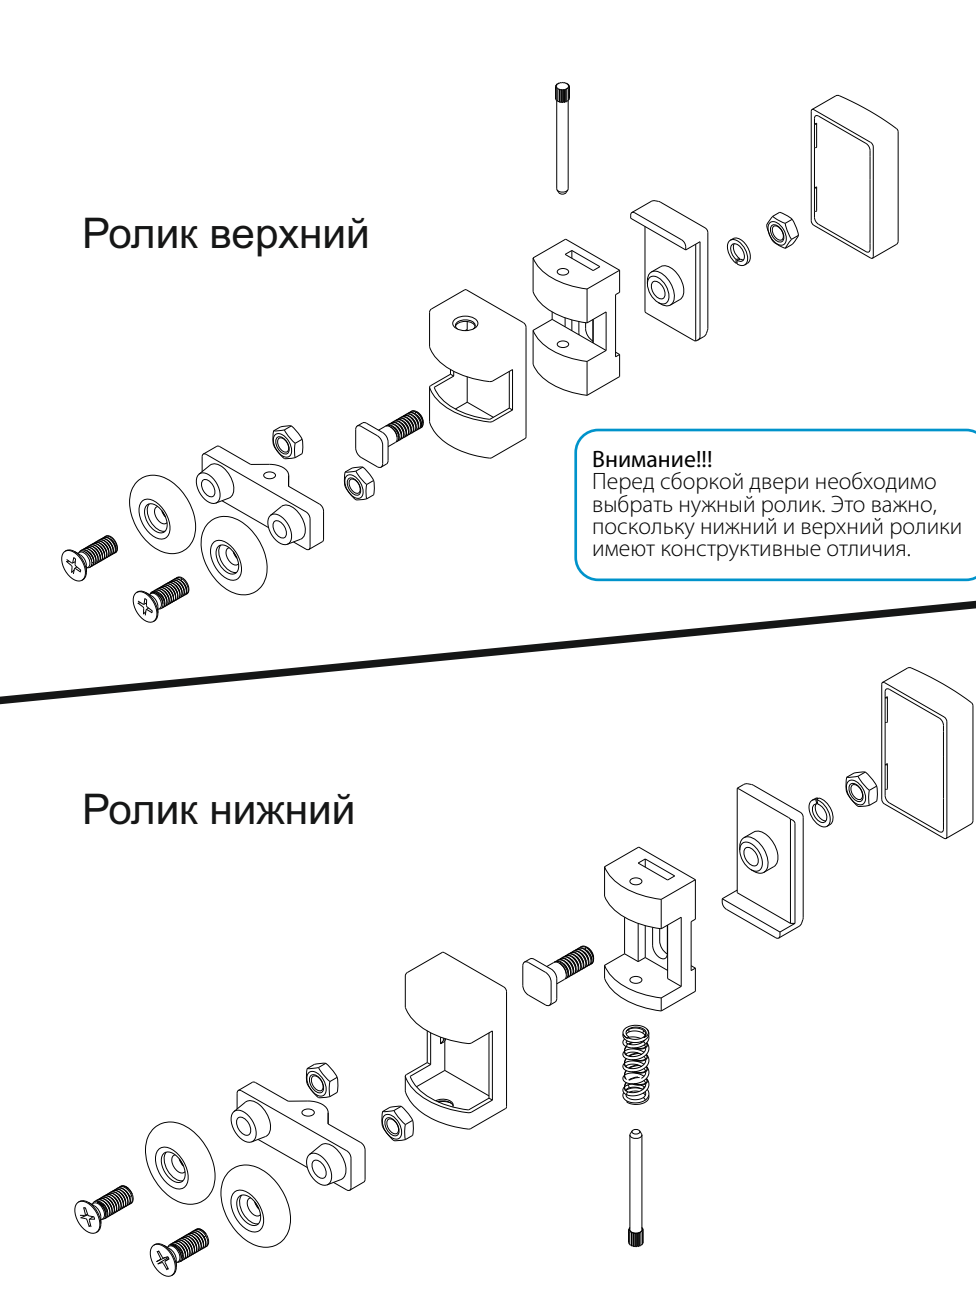 Ролик верхний
Внимание!!!
Перед сборкой двери необходимо
выбрать нужный ролик. Это важно,
поскольку нижний и верхний ролики
имеют конструктивные отличия.
Ролик нижний